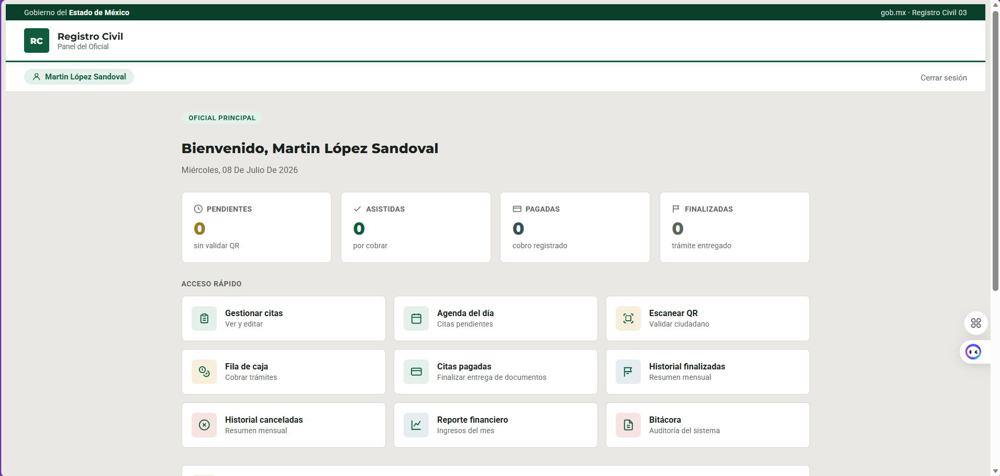 Gobierno del Estado de México
gob.mx · Registro Civil 03
RC
Registro Civil
Panel del Oficial
Martin López Sandoval
Cerrar sesión
OFICIAL PRINCIPAL
Bienvenido, Martin López Sandoval
Miércoles, 08 De Julio De 2026
PENDIENTES
0
sin validar QR
ASISTIDAS
0
por cobrar
PAGADAS
0
cobro registrado
FINALIZADAS
0
trámite entregado
ACCESO RÁPIDO
Gestionar citas
Ver y editar
Agenda del día
Citas pendientes
Escanear QR
Validar ciudadano
Fila de caja
Cobrar trámites
Citas pagadas
Finalizar entrega de documentos
Historial finalizadas
Resumen mensual
Historial canceladas
Resumen mensual
Reporte financiero
Ingresos del mes
Bitácora
Auditoría del sistema